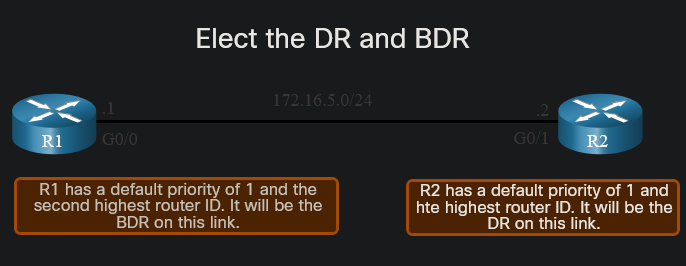 Elect the DR and BDR
172.16.5.0/24
.1
.2
R1
G0/0
G0/1
R2
R1 has a default priority of 1 and the
second highest router ID. It will be the
BDR on this link.
R2 has a default priority of 1 and
hte highest router ID. It will be the
DR on this link.